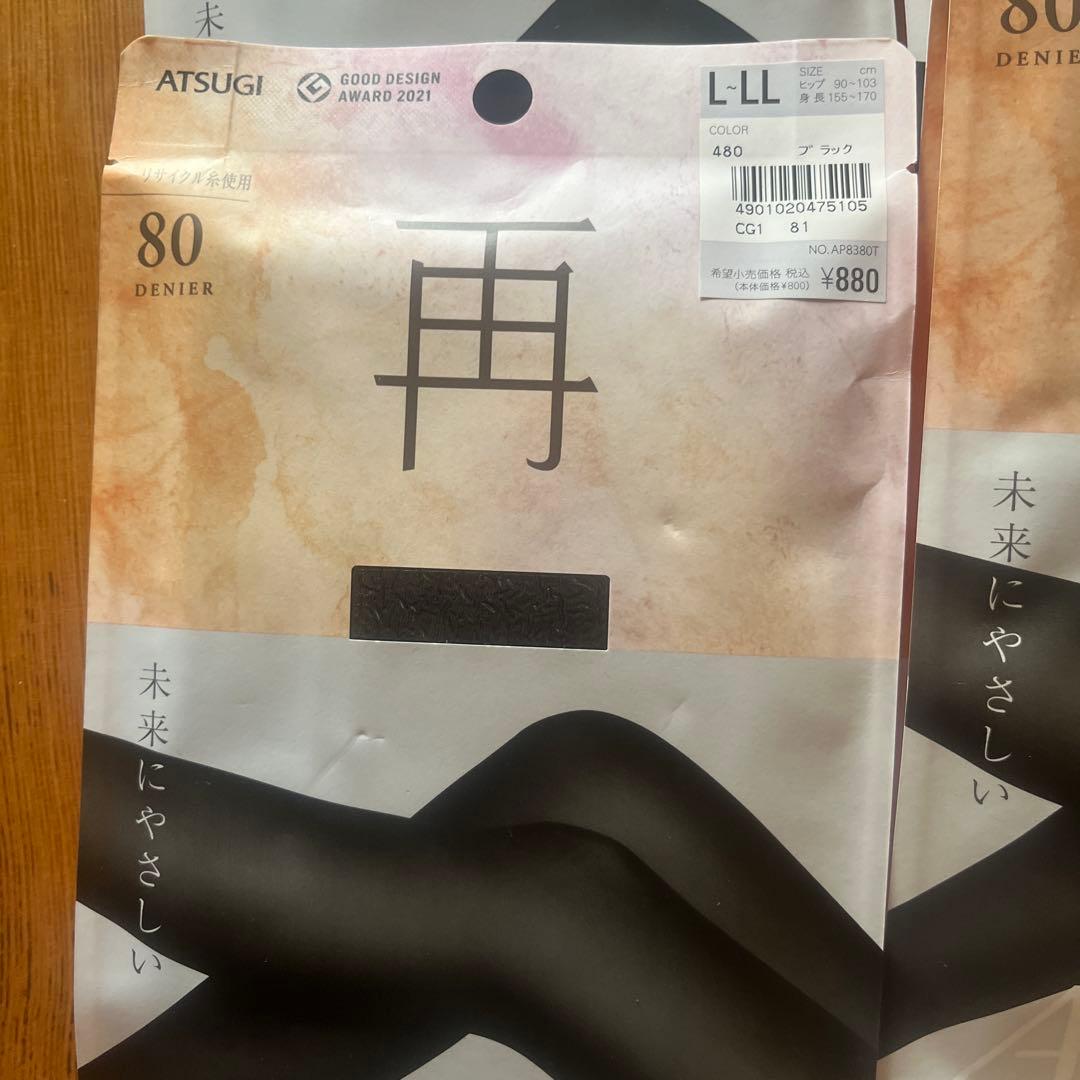 未
80
DENIE
ATSUGI
GOOD DESIGN
AWARD 2021
リサイクル糸使用
80
DENIER
再
L~LL
SIZE cm
ヒップ 90~103
身長 155~170
COLOR
480 ブラック
4901020475105
CG1 81
NO. AP8380T
希望小売価格 税込 ¥880
(本体価格¥800)
未来にやさしい
未来にやさしい